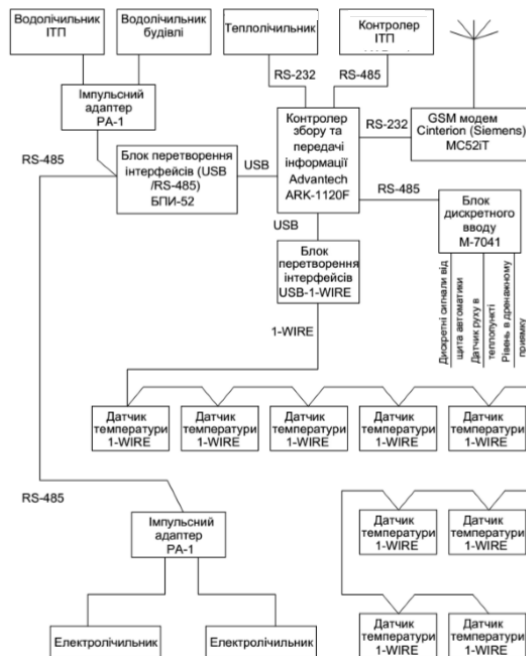 Водолічильник
ІТП
Водолічильник
будівлі
Теплолічильник
Контролер
ІТП
RS-232
RS-485
Імпульсний
адаптер
РА-1
Контролер
збору та
передачі
інформації
Advantech
ARK-1120F
RS-232
GSM модем
Cinterion (Siemens)
MC52iT
RS-485
Блок перетворення
інтерфейсів (USB
/RS-485)
БПИ-52
USB
RS-485
Блок
дискретного
вводу
М-7041
USB
Блок
перетворення
інтерфейсів
USB-1-WIRE
Дискретні сигнали від
щита автоматики
Датчик руху в
теплопункті
Рівень в дренажному
приямку
1-WIRE
Датчик
температури
1-WIRE
Датчик
температури
1-WIRE
Датчик
температури
1-WIRE
Датчик
температури
1-WIRE
Датчик
температури
1-WIRE
RS-485
Імпульсний
адаптер
РА-1
Датчик
температури
1-WIRE
Датчик
температури
1-WIRE
Електролічильник
Електролічильник
Датчик
температури
1-WIRE
Датчик
температури
1-WIRE